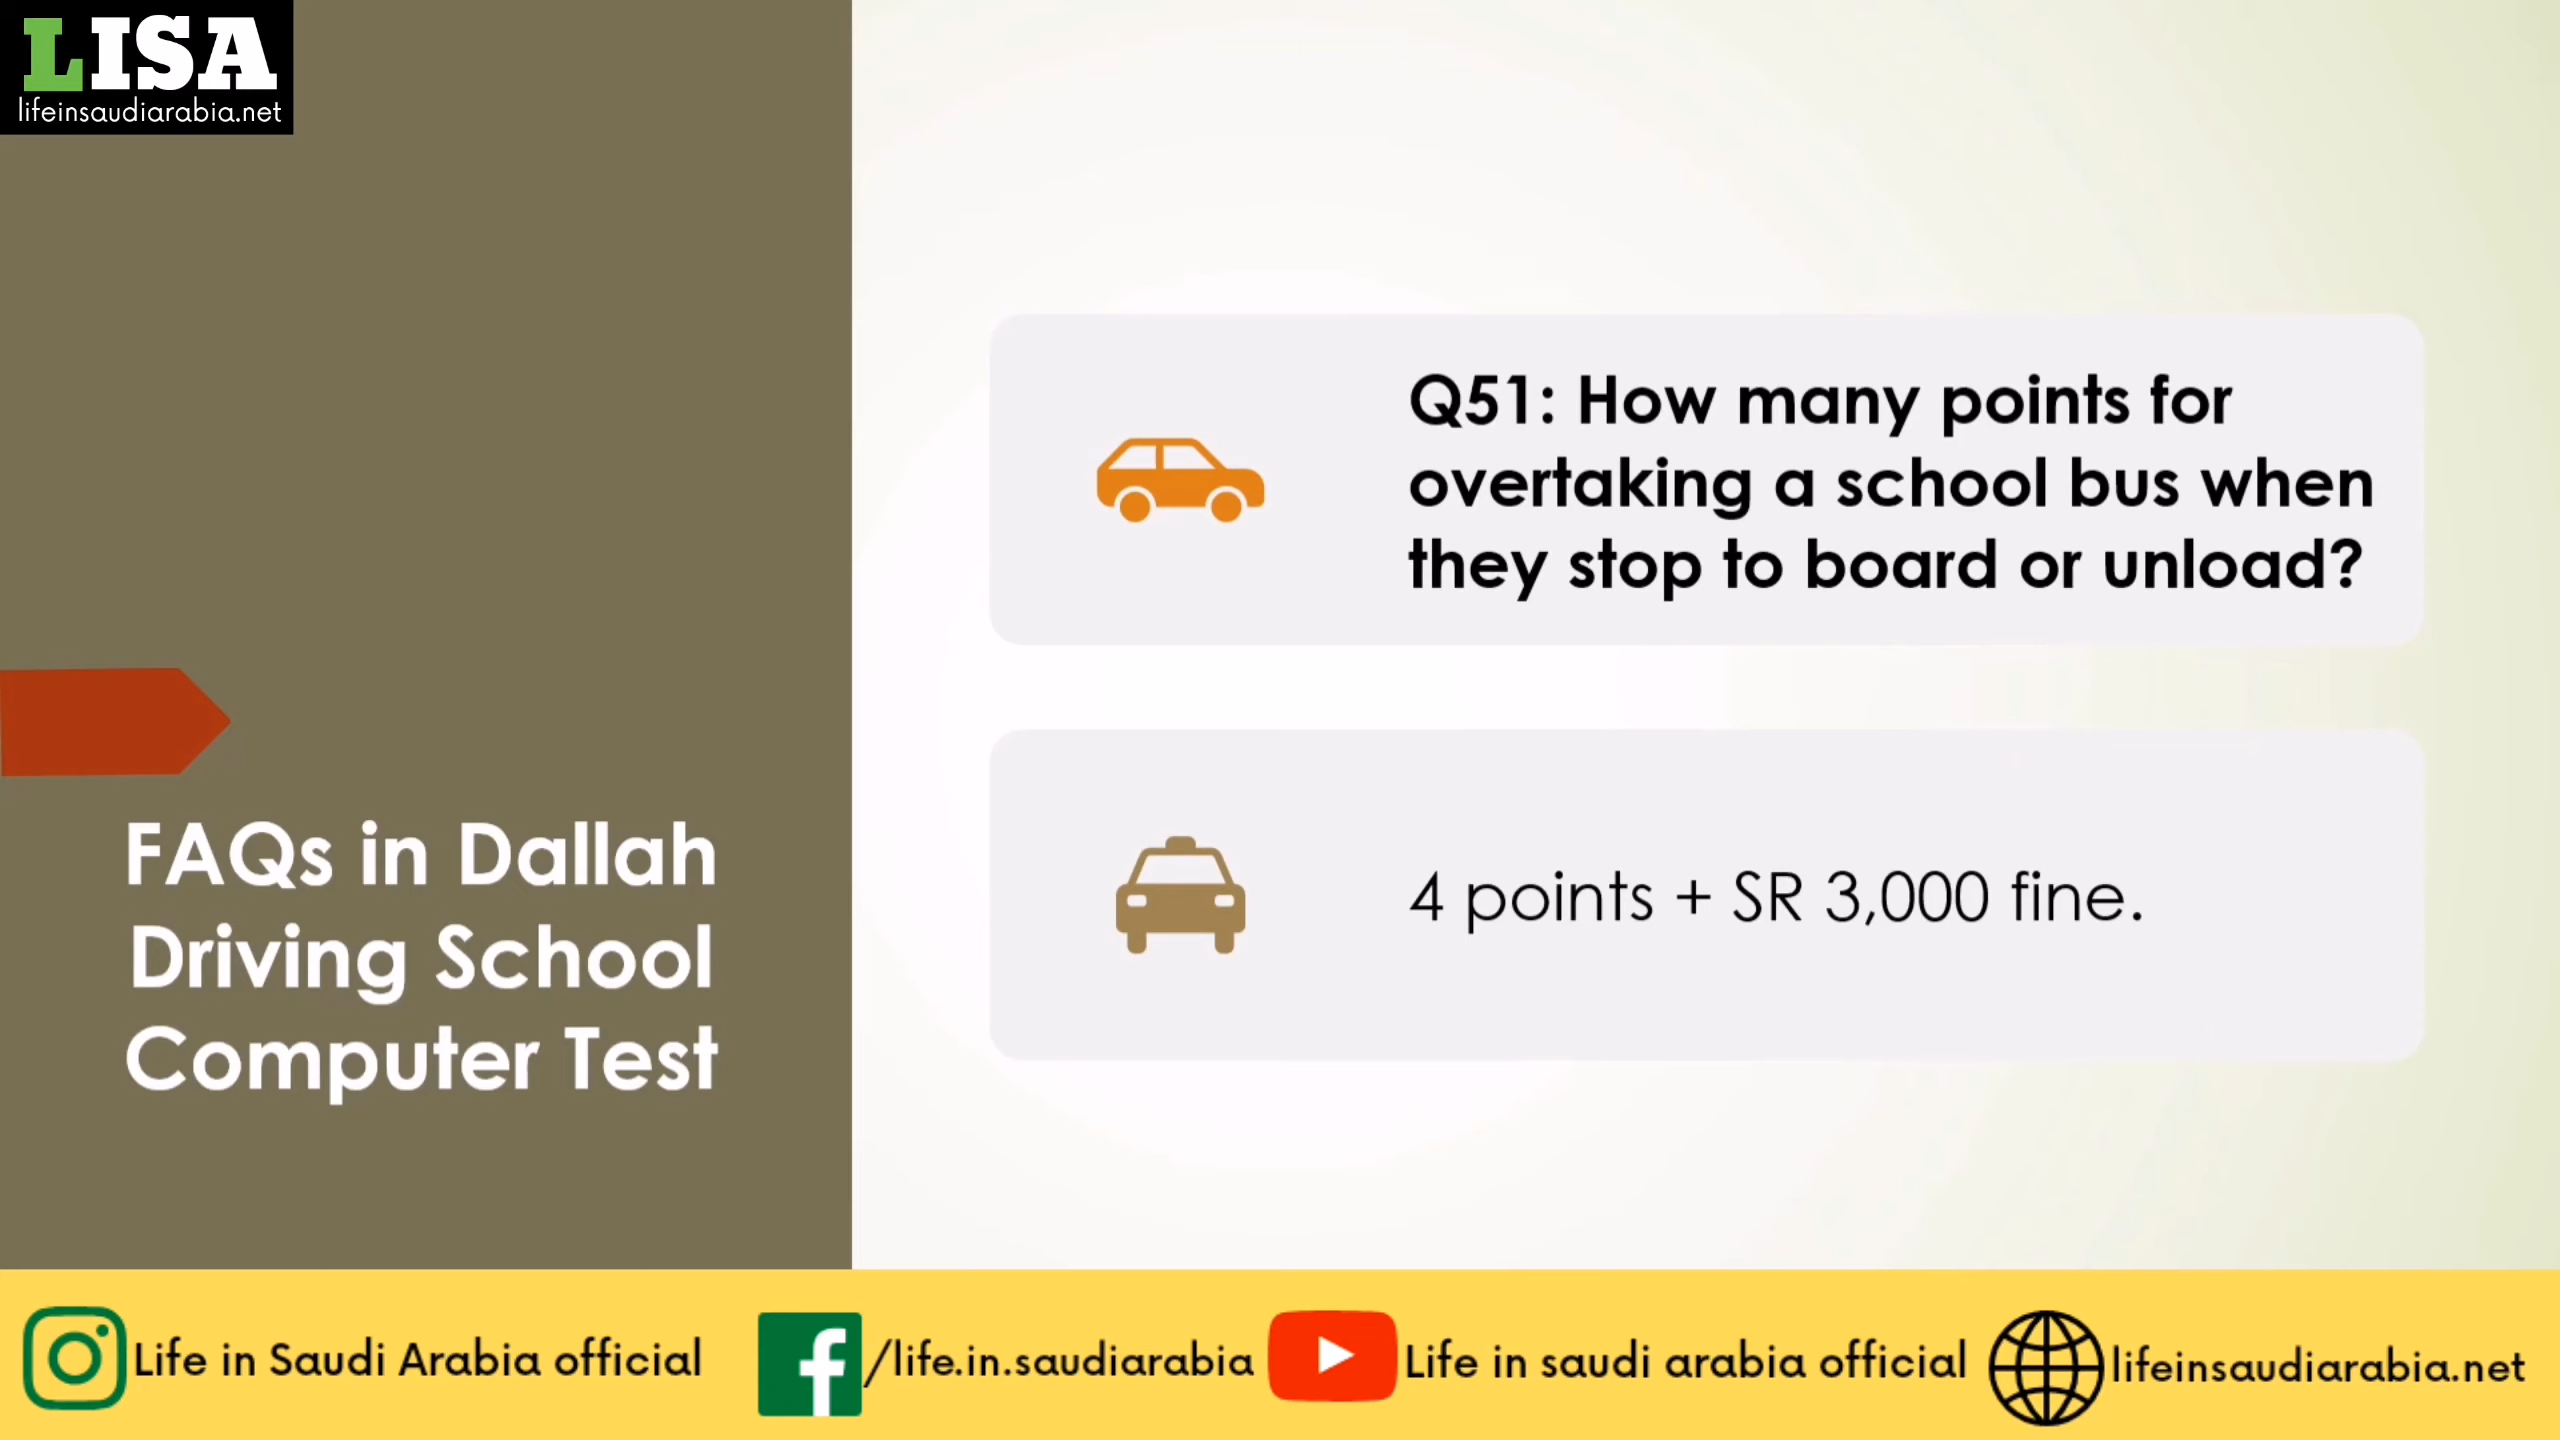 LISA
lifeinsaudiarabia.net
FAQs in Dallah
Driving School
Computer Test
Q51: How many points for
overtaking a school bus when
they stop to board or unload?
4 points + SR 3,000 fine.
Life in Saudi Arabia official
/life.in.saudiarabia
Life in saudi arabia official
lifeinsaudiarabia.net